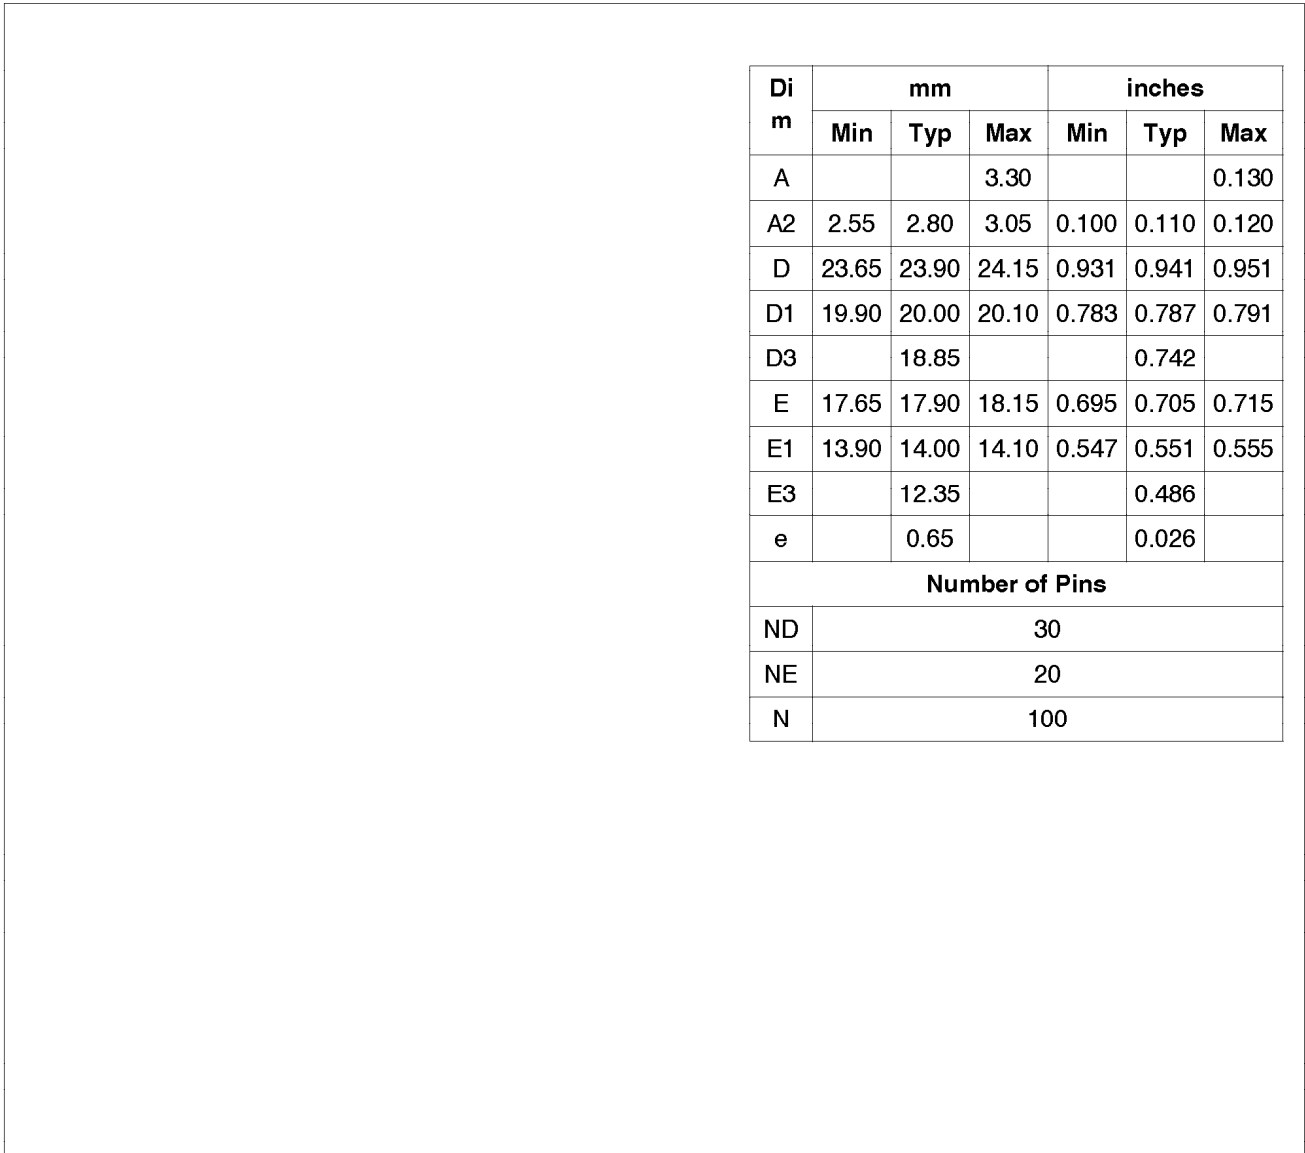 Di
m mm inches
Min Typ Max Min Typ Max
A 3.30 0.130
A2 2.55 2.80 3.05 0.100 0.110 0.120
D 23.65 23.90 24.15 0.931 0.941 0.951
D1 19.90 20.00 20.10 0.783 0.787 0.791
D3 18.85 0.742
E 17.65 17.90 18.15 0.695 0.705 0.715
E1 13.90 14.00 14.10 0.547 0.551 0.555
E3 12.35 0.486
e 0.65 0.026
Number of Pins
ND 30
NE 20
N 100